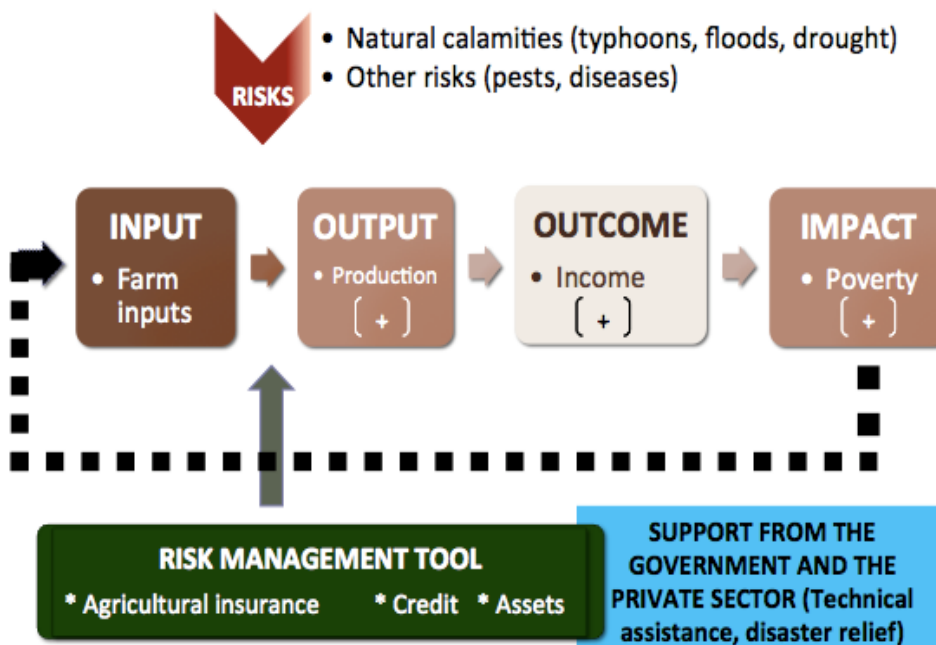 • Natural calamities (typhoons, floods, drought)
• Other risks (pests, diseases)
RISKS
INPUT
• Farm
inputs
OUTPUT
• Production
( + )
OUTCOME
• Income
( + )
IMPACT
• Poverty
( + )
RISK MANAGEMENT TOOL
* Agricultural insurance * Credit * Assets
SUPPORT FROM THE
GOVERNMENT AND THE
PRIVATE SECTOR (Technical
assistance, disaster relief)